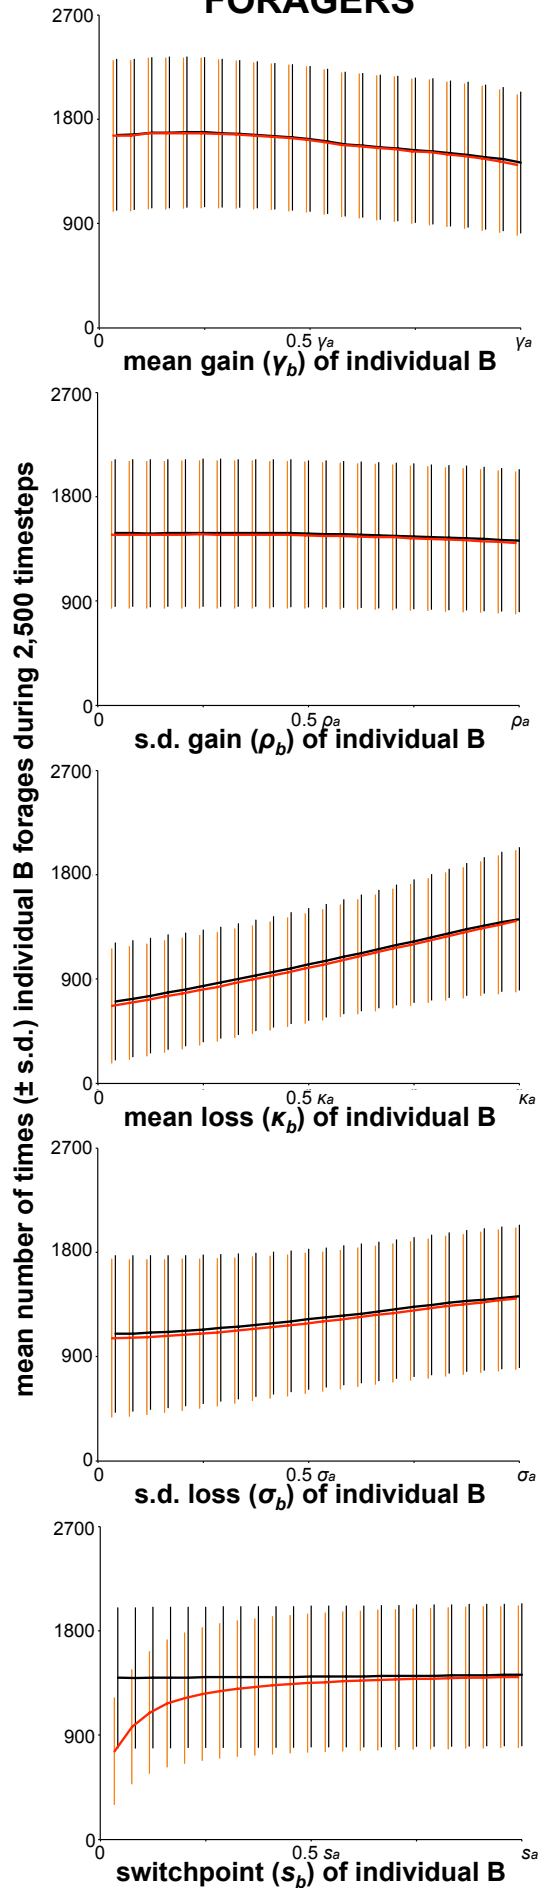 FORAGERS
mean number of times (± s.d.) individual B forages during 2,500 timesteps
2700
1800
900
0
0 0.5 γa γa
mean gain (γb) of individual B
2700
1800
900
0
0 0.5 ρa ρa
s.d. gain (ρb) of individual B
2700
1800
900
0
0 0.5 κa κa
mean loss (κb) of individual B
2700
1800
900
0
0 0.5 σa σa
s.d. loss (σb) of individual B
2700
1800
900
0
0 0.5 sa sa
switchpoint (sb) of individual B